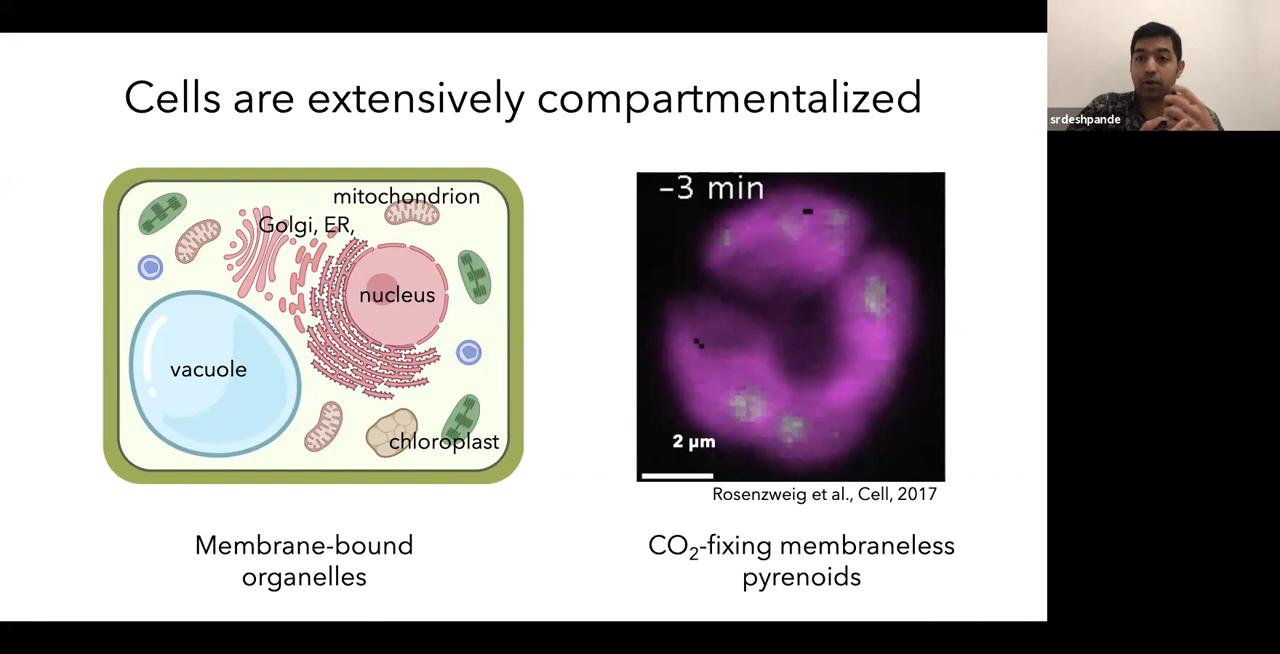 Cells are extensively compartmentalized
srdeshpande
mitochondrion
Golgi, ER,
nucleus
vacuole
chloroplast
–3 min
2 µm
Rosenzweig et al., Cell, 2017
Membrane-bound
organelles
CO₂-fixing membraneless
pyrenoids